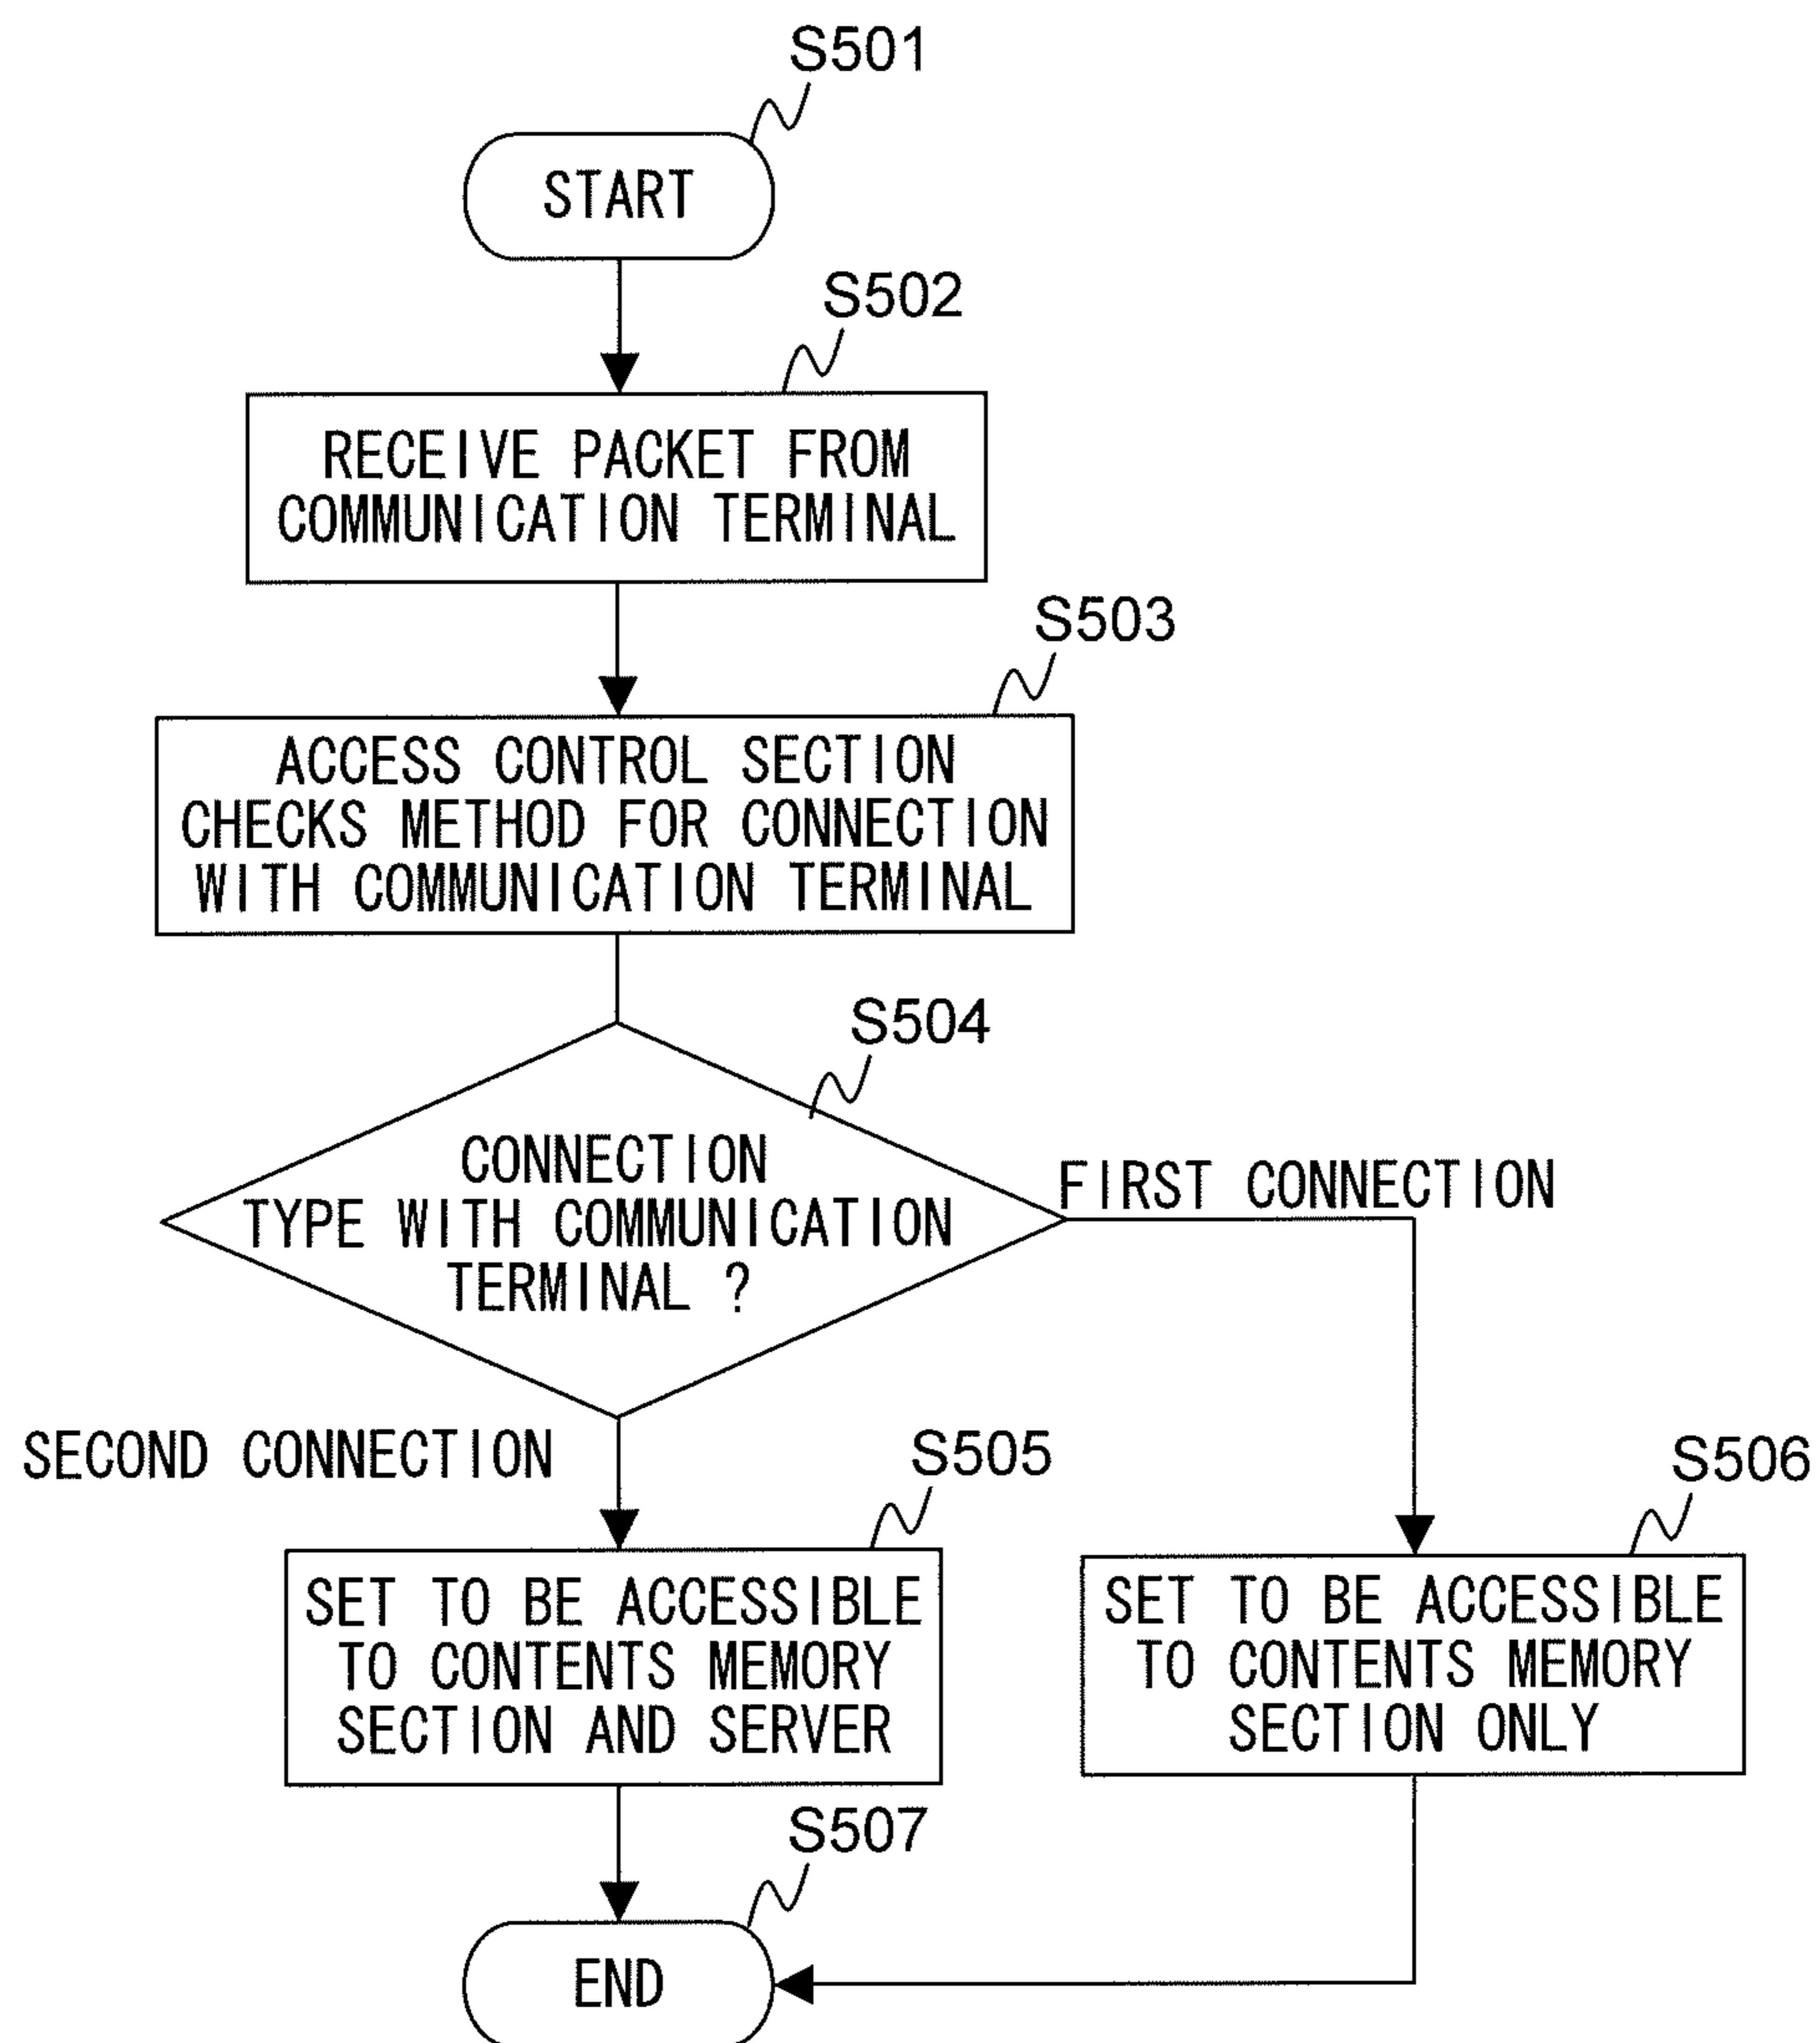 S501
START
S502
RECEIVE PACKET FROM
COMMUNICATION TERMINAL
S503
ACCESS CONTROL SECTION
CHECKS METHOD FOR CONNECTION
WITH COMMUNICATION TERMINAL
S504
CONNECTION
TYPE WITH COMMUNICATION
TERMINAL ?
FIRST CONNECTION
SECOND CONNECTION
S505
SET TO BE ACCESSIBLE
TO CONTENTS MEMORY
SECTION AND SERVER
S506
SET TO BE ACCESSIBLE
TO CONTENTS MEMORY
SECTION ONLY
S507
END